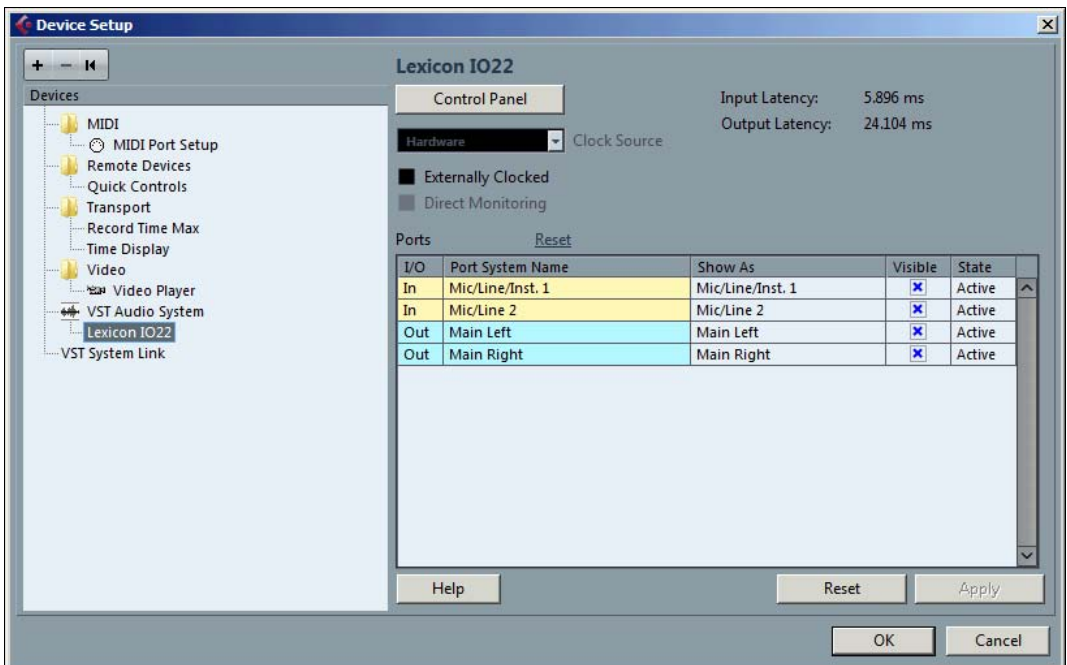 Device Setup
+ – 
Devices
MIDI
MIDI Port Setup
Remote Devices
Quick Controls
Transport
Record Time Max
Time Display
Video
Video Player
VST Audio System
Lexicon IO22
VST System Link
Lexicon IO22
Control Panel
Input Latency: 5.896 ms
Output Latency: 24.104 ms
Hardware Clock Source
Externally Clocked
Direct Monitoring
Ports Reset
I/O Port System Name Show As Visible State
In Mic/Line/Inst. 1 Mic/Line/Inst. 1 Active
In Mic/Line 2 Mic/Line 2 Active
Out Main Left Main Left Active
Out Main Right Main Right Active
Help Reset Apply
OK Cancel